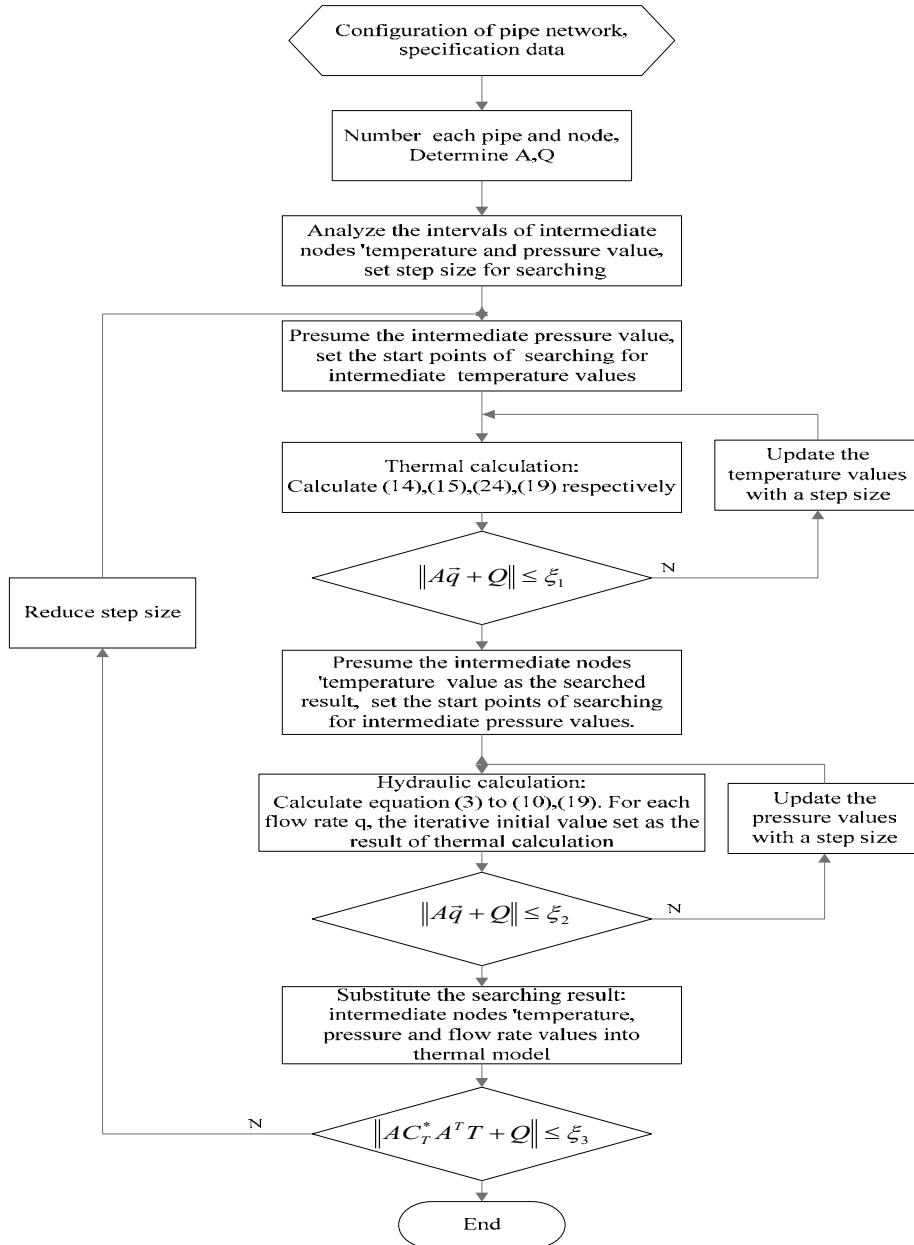 Configuration of pipe network,
specification data
Number each pipe and node,
Determine A,Q
Analyze the intervals of intermediate
nodes 'temperature and pressure value,
set step size for searching
Presume the intermediate pressure value,
set the start points of searching for
intermediate temperature values
Thermal calculation:
Calculate (14),(15),(24),(19) respectively
Update the
temperature values
with a step size
‖Aq⃗ + Q‖ ≤ ξ₁
N
Reduce step size
Presume the intermediate nodes
'temperature value as the searched
result, set the start points of searching
for intermediate pressure values.
Hydraulic calculation:
Calculate equation (3) to (10),(19). For each
flow rate q, the iterative initial value set as the
result of thermal calculation
Update the
pressure values
with a step size
‖Aq⃗ + Q‖ ≤ ξ₂
N
Substitute the searching result:
intermediate nodes 'temperature,
pressure and flow rate values into
thermal model
N
‖AC*_T A^T T + Q‖ ≤ ξ₃
End